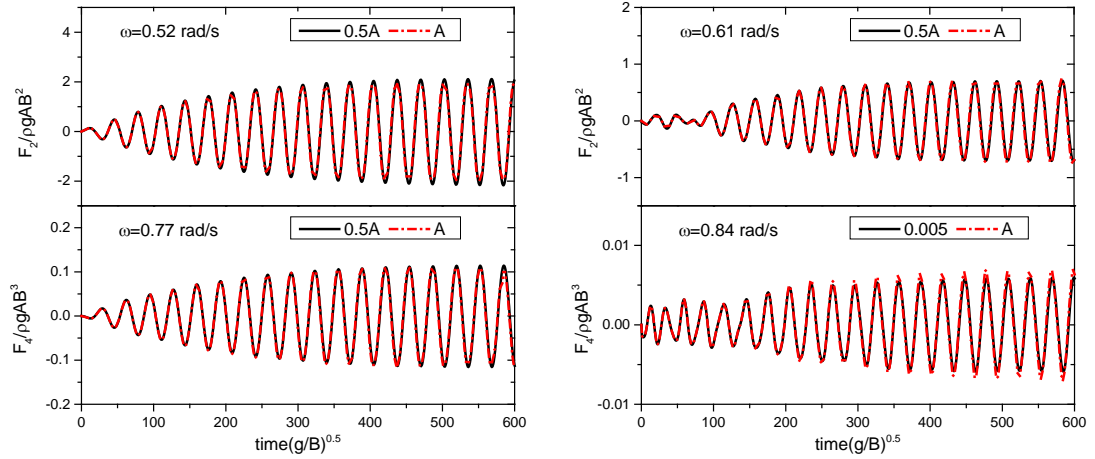 ω=0.52 rad/s
0.5A A
4
2
0
-2
F₂/ρgAB²
ω=0.77 rad/s
0.5A A
0.2
0.1
0.0
-0.1
-0.2
F₄/ρgAB³
0 100 200 300 400 500 600
time(g/B)^0.5
ω=0.61 rad/s
0.5A A
2
1
0
-1
F₂/ρgAB²
ω=0.84 rad/s
0.005 A
0.01
0.00
-0.01
F₄/ρgAB³
0 100 200 300 400 500 600
time(g/B)^0.5